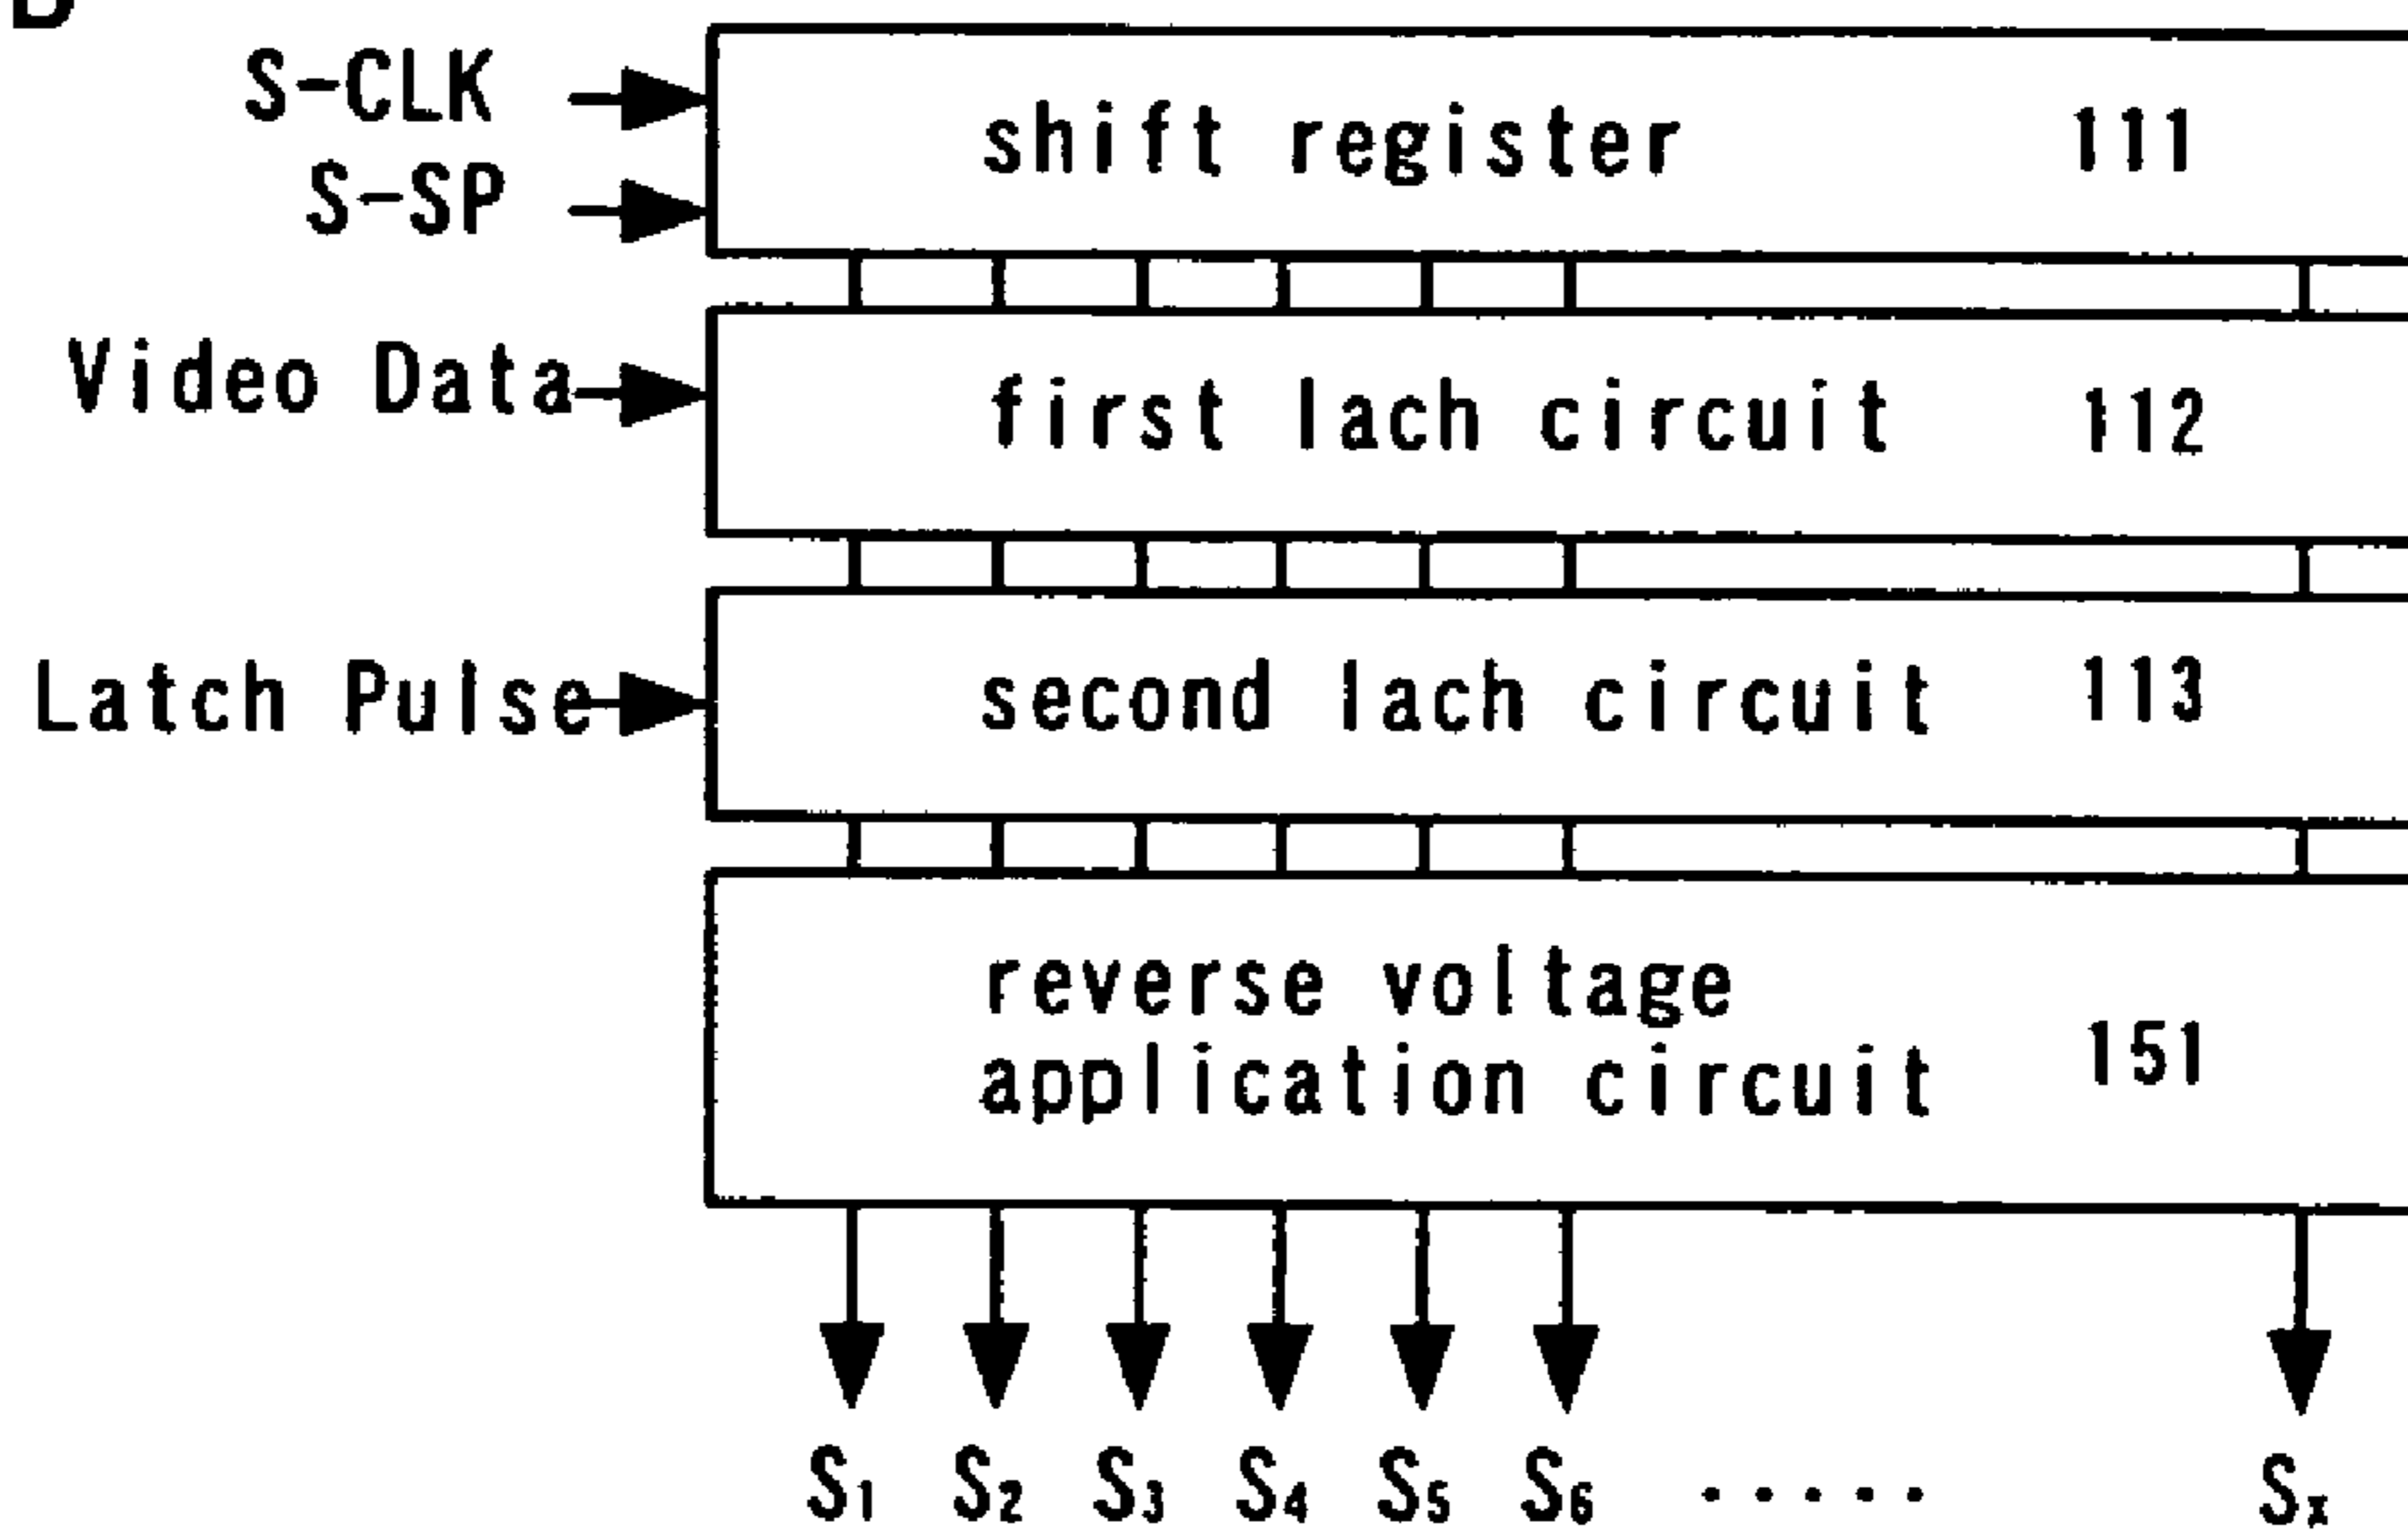 S-CLK
S-SP
shift register 111
Video Data
first lach circuit 112
Latch Pulse
second lach circuit 113
reverse voltage
application circuit 151
S1 S2 S3 S4 S5 S6 ..... Sx